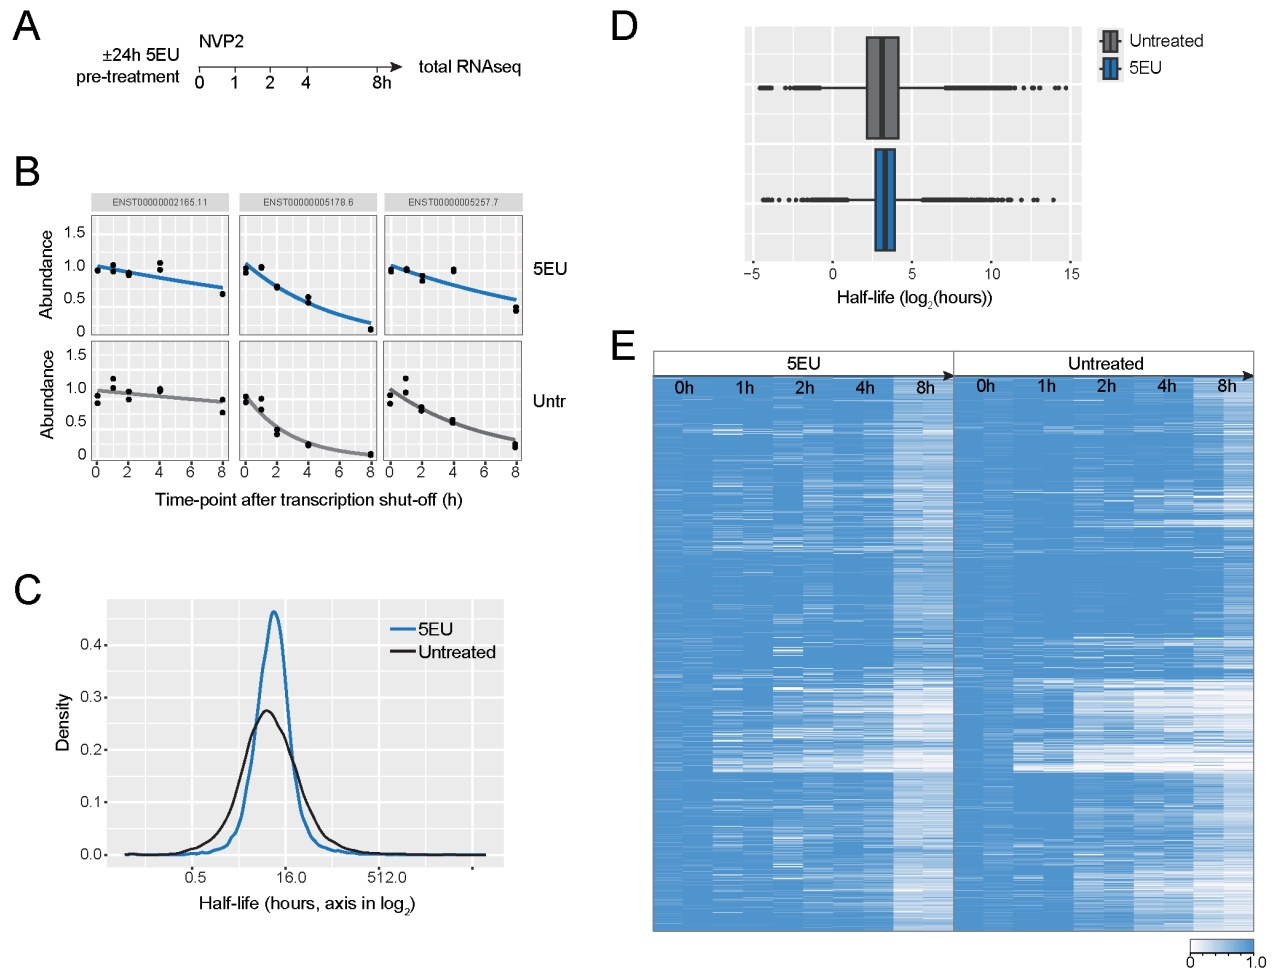 A
±24h 5EU
pre-treatment
NVP2
0 1 2 4 8h
total RNAseq
B
ENST00000002165.11 ENST00000005178.6 ENST00000005257.7
Abundance
1.5
1.0
0.5
0
5EU
Abundance
1.5
1.0
0.5
0
Untr
0 2 4 6 8 0 2 4 6 8 0 2 4 6 8
Time-point after transcription shut-off (h)
C
Density
0.4
0.3
0.2
0.1
0.0
5EU
Untreated
0.5 16.0 512.0
Half-life (hours, axis in log2)
D
Untreated
5EU
−5 0 5 10 15
Half-life (log2(hours))
E
5EU Untreated
0h 1h 2h 4h 8h 0h 1h 2h 4h 8h
0 1.0